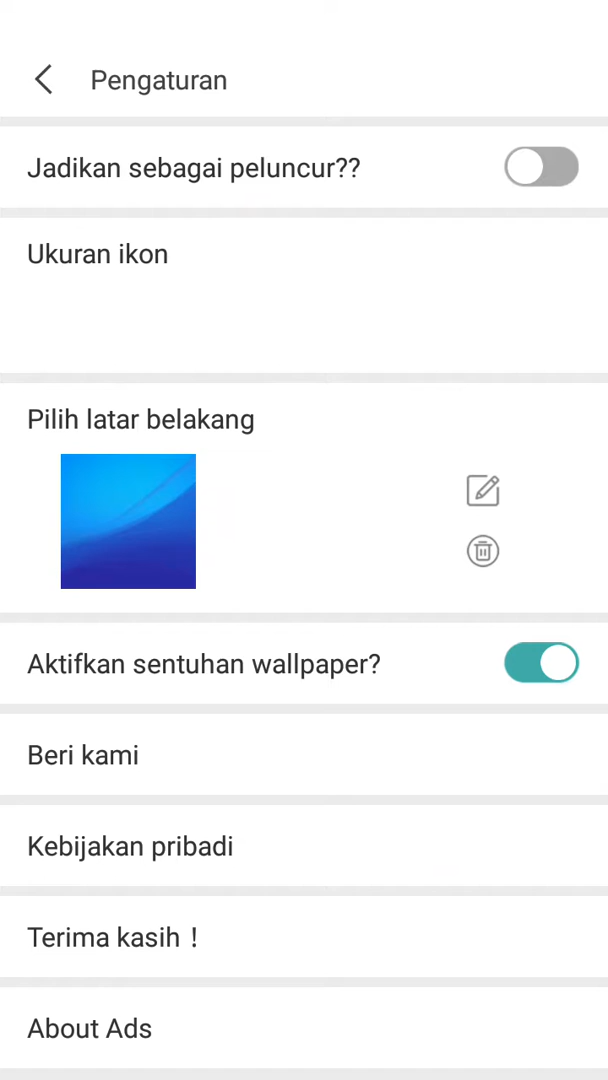 Pengaturan
Jadikan sebagai peluncur??
Ukuran ikon
Pilih latar belakang
Aktifkan sentuhan wallpaper?
Beri kami
Kebijakan pribadi
Terima kasih！
About Ads